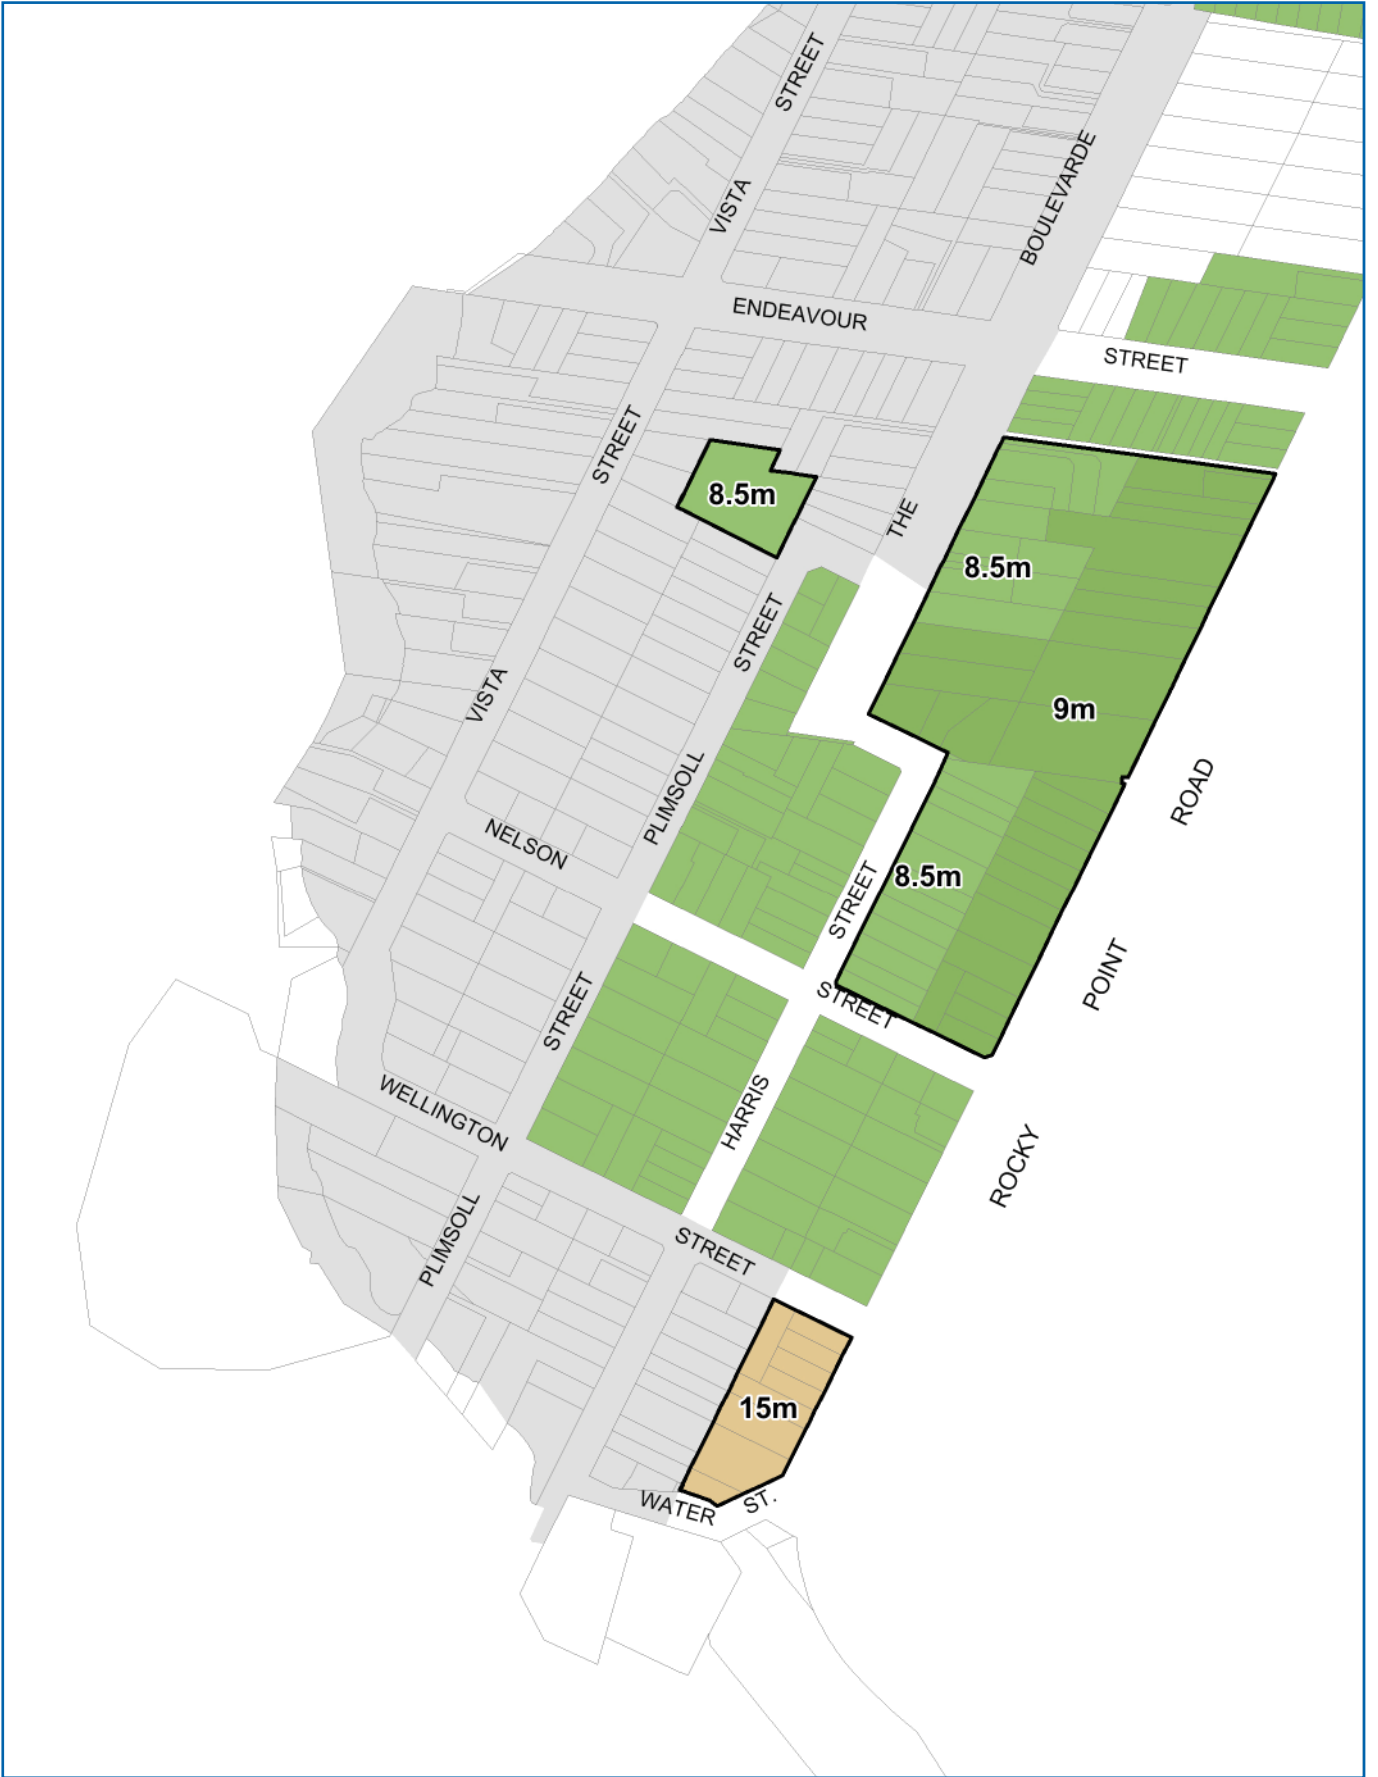 STREET
VISTA
BOULEVARDE
ENDEAVOUR
STREET
STREET
8.5m
THE
8.5m
STREET
VISTA
9m
PLIMSOLL
ROAD
NELSON
8.5m
STREET
STREET
POINT
STREET
WELLINGTON
HARRIS
ROCKY
PLIMSOLL
STREET
15m
WATER ST.